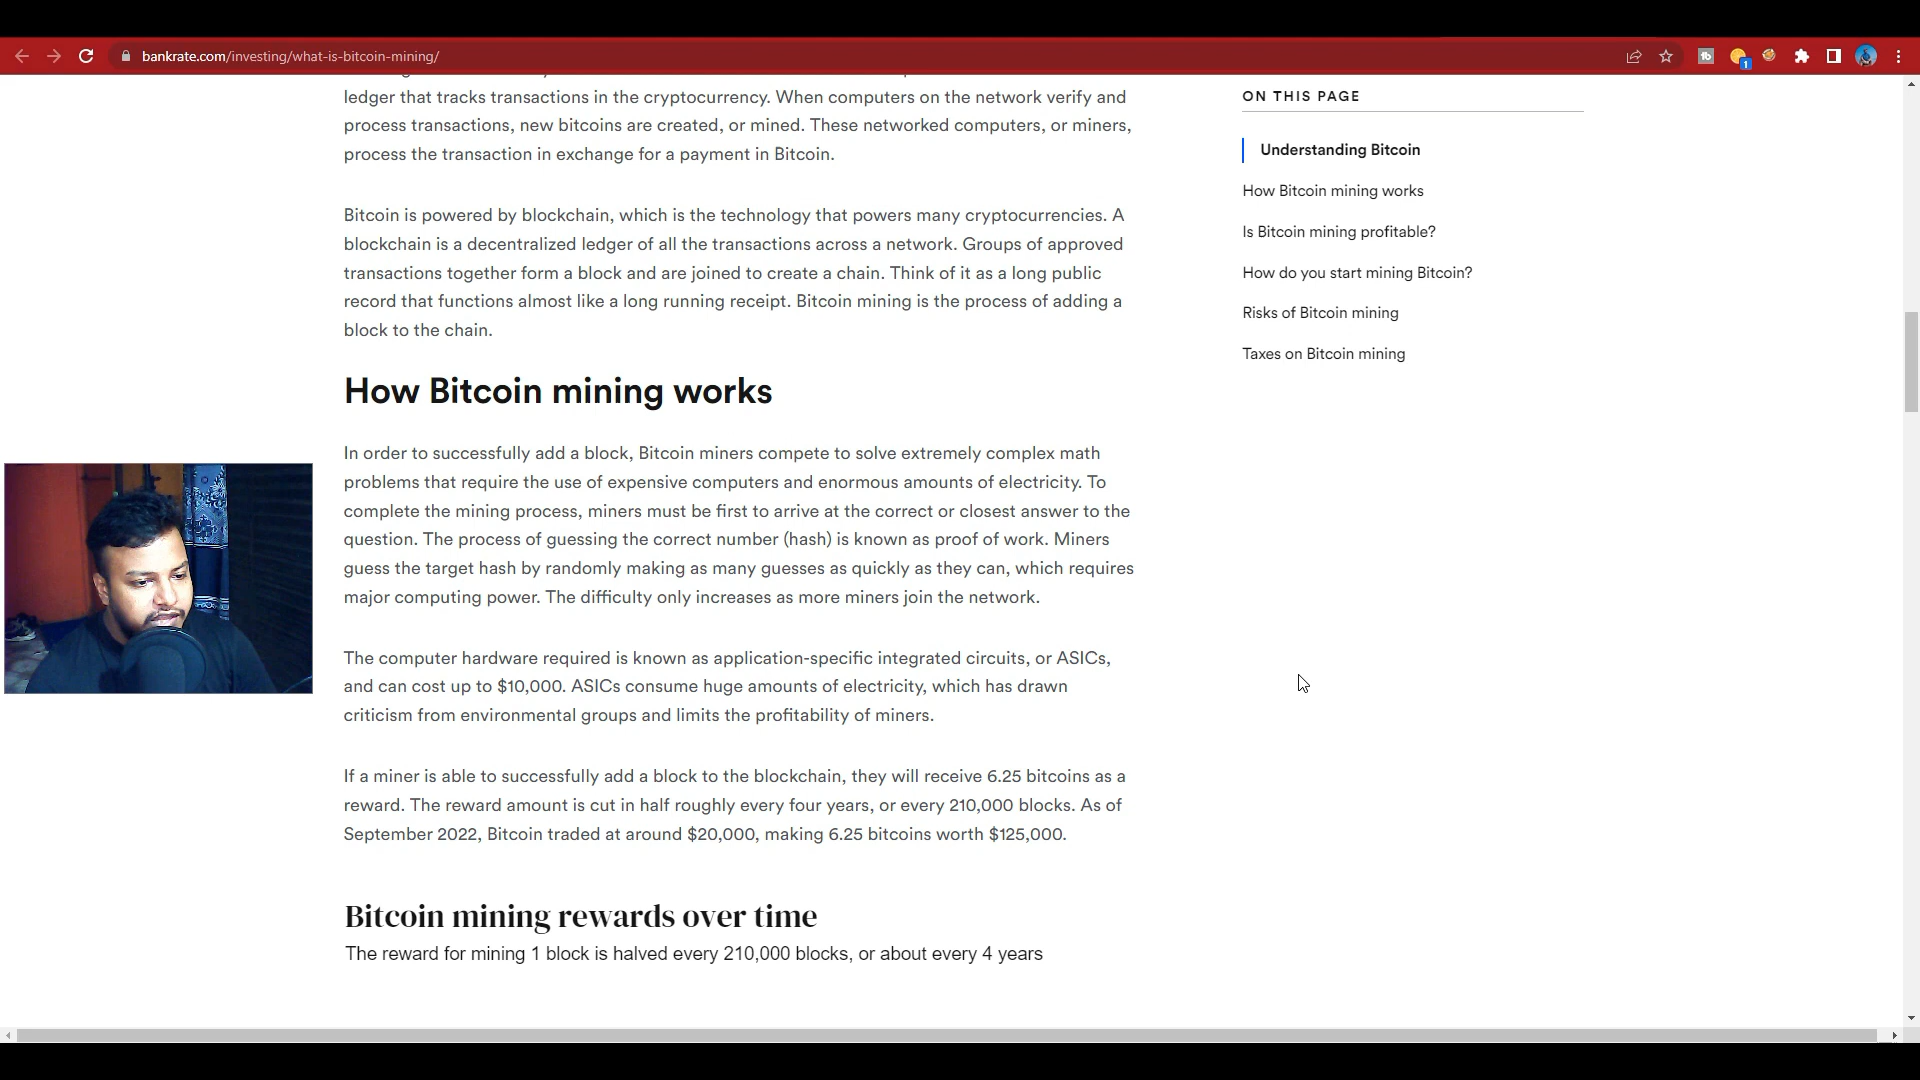 bankrate.com/investing/what-is-bitcoin-mining/
1
ledger that tracks transactions in the cryptocurrency. When computers on the network verify and
process transactions, new bitcoins are created, or mined. These networked computers, or miners,
process the transaction in exchange for a payment in Bitcoin.
Bitcoin is powered by blockchain, which is the technology that powers many cryptocurrencies. A
blockchain is a decentralized ledger of all the transactions across a network. Groups of approved
transactions together form a block and are joined to create a chain. Think of it as a long public
record that functions almost like a long running receipt. Bitcoin mining is the process of adding a
block to the chain.
How Bitcoin mining works
In order to successfully add a block, Bitcoin miners compete to solve extremely complex math
problems that require the use of expensive computers and enormous amounts of electricity. To
complete the mining process, miners must be first to arrive at the correct or closest answer to the
question. The process of guessing the correct number (hash) is known as proof of work. Miners
guess the target hash by randomly making as many guesses as quickly as they can, which requires
major computing power. The difficulty only increases as more miners join the network.
The computer hardware required is known as application-specific integrated circuits, or ASICs,
and can cost up to $10,000. ASICs consume huge amounts of electricity, which has drawn
criticism from environmental groups and limits the profitability of miners.
If a miner is able to successfully add a block to the blockchain, they will receive 6.25 bitcoins as a
reward. The reward amount is cut in half roughly every four years, or every 210,000 blocks. As of
September 2022, Bitcoin traded at around $20,000, making 6.25 bitcoins worth $125,000.
Bitcoin mining rewards over time
The reward for mining 1 block is halved every 210,000 blocks, or about every 4 years
ON THIS PAGE
Understanding Bitcoin
How Bitcoin mining works
Is Bitcoin mining profitable?
How do you start mining Bitcoin?
Risks of Bitcoin mining
Taxes on Bitcoin mining